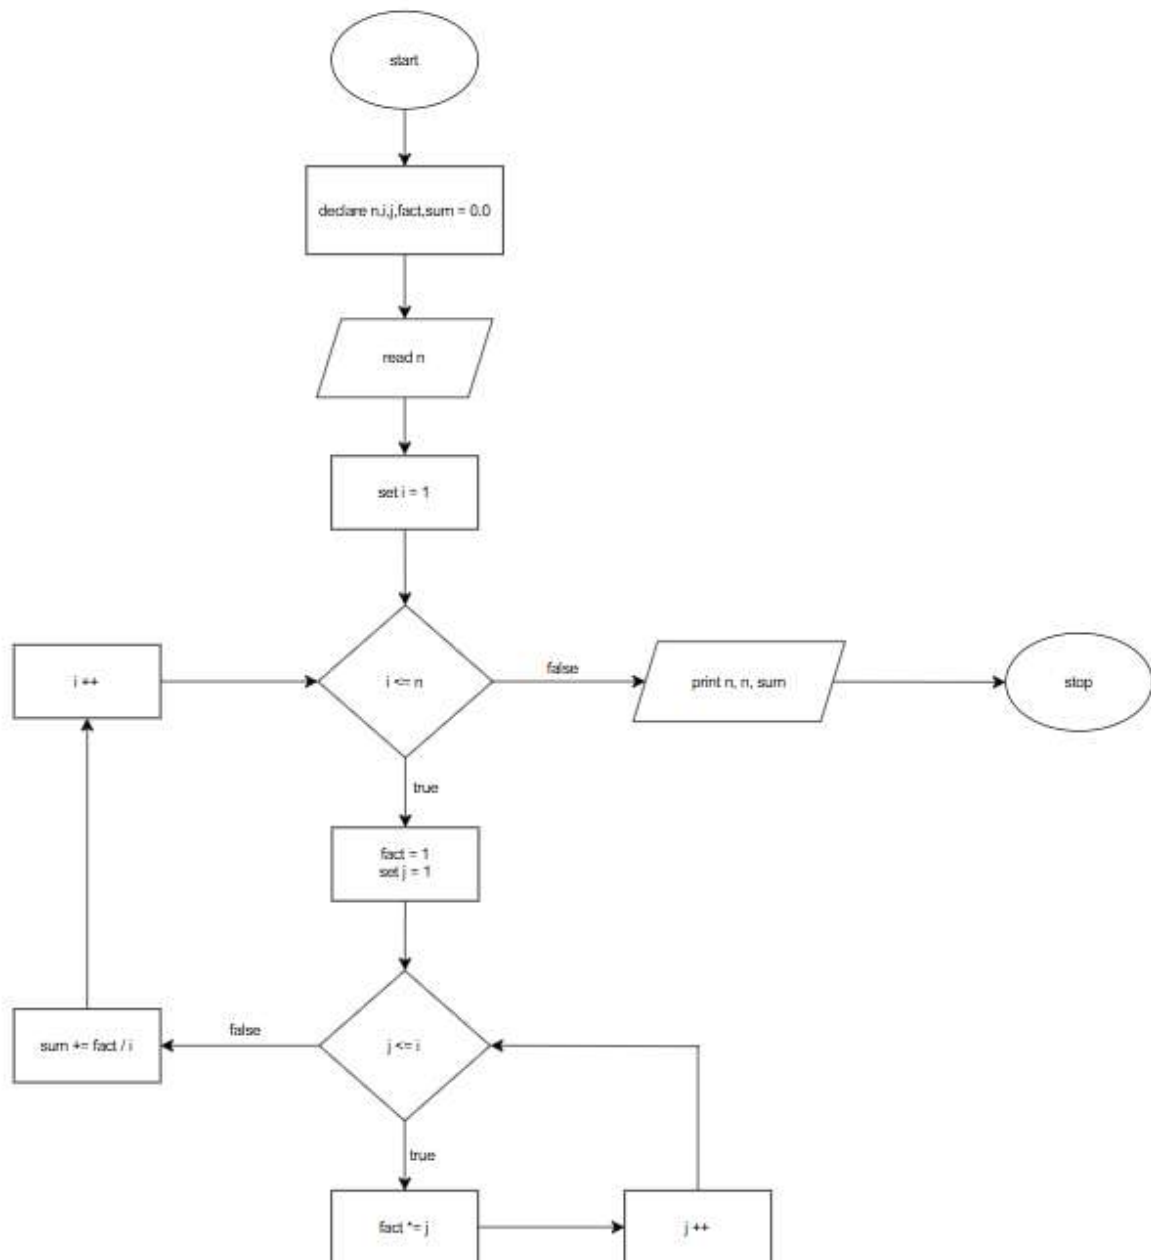 start
declare n,i,j,fact,sum = 0.0
read n
set i = 1
i ++
i <= n
false
print n, n, sum
stop
true
fact = 1
set j = 1
sum += fact / i
false
j <= i
true
fact *= j
j ++